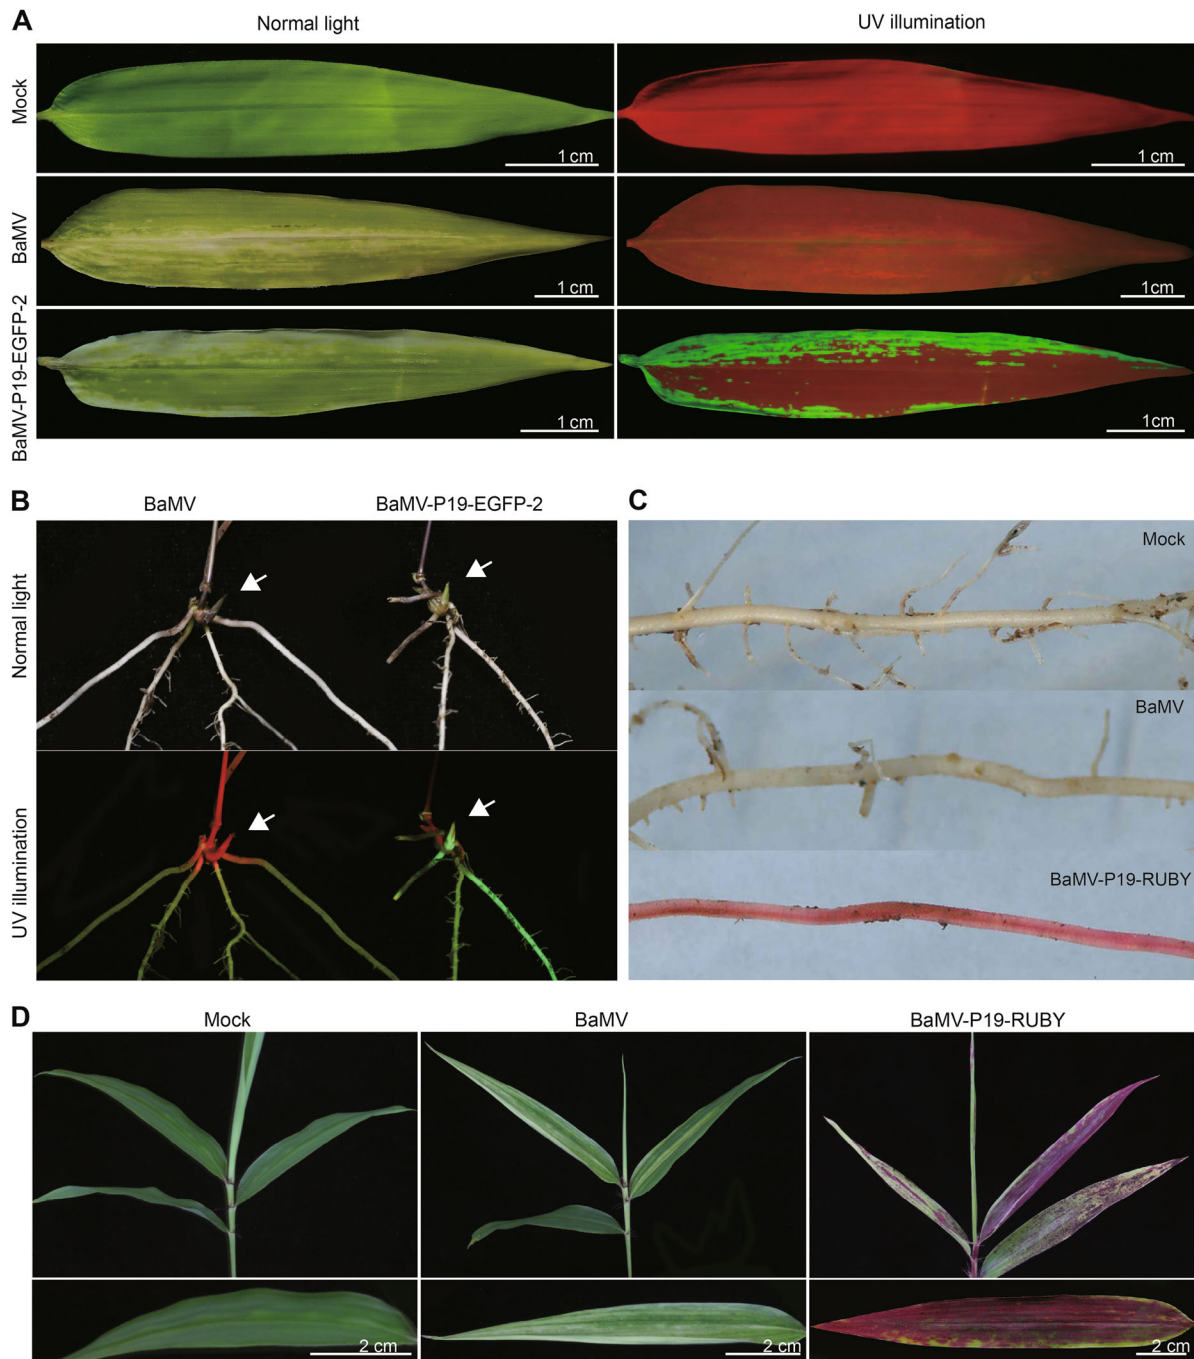 A
Normal light
UV illumination
Mock
1 cm
1 cm
BaMV
1 cm
1 cm
BaMV-P19-EGFP-2
1 cm
1cm
B
BaMV
BaMV-P19-EGFP-2
Normal light
UV illumination
C
Mock
BaMV
BaMV-P19-RUBY
D
Mock
BaMV
BaMV-P19-RUBY
2 cm
2 cm
2 cm